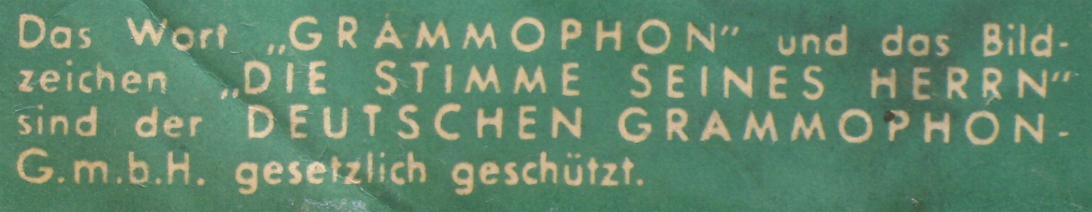 Das Wort „GRAMMOPHON" und das Bild-
zeichen „DIE STIMME SEINES HERRN"
sind der DEUTSCHEN GRAMMOPHON-
G.m.b.H. gesetzlich geschützt.